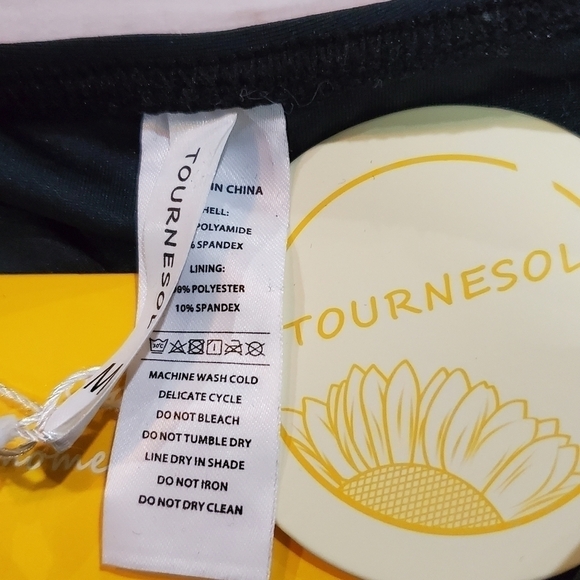 TOURNESOL
M
IN CHINA
HELL:
POLYAMIDE
% SPANDEX
LINING:
0% POLYESTER
10% SPANDEX
MACHINE WASH COLD
DELICATE CYCLE
DO NOT BLEACH
DO NOT TUMBLE DRY
LINE DRY IN SHADE
DO NOT IRON
DO NOT DRY CLEAN
TOURNESOL
home